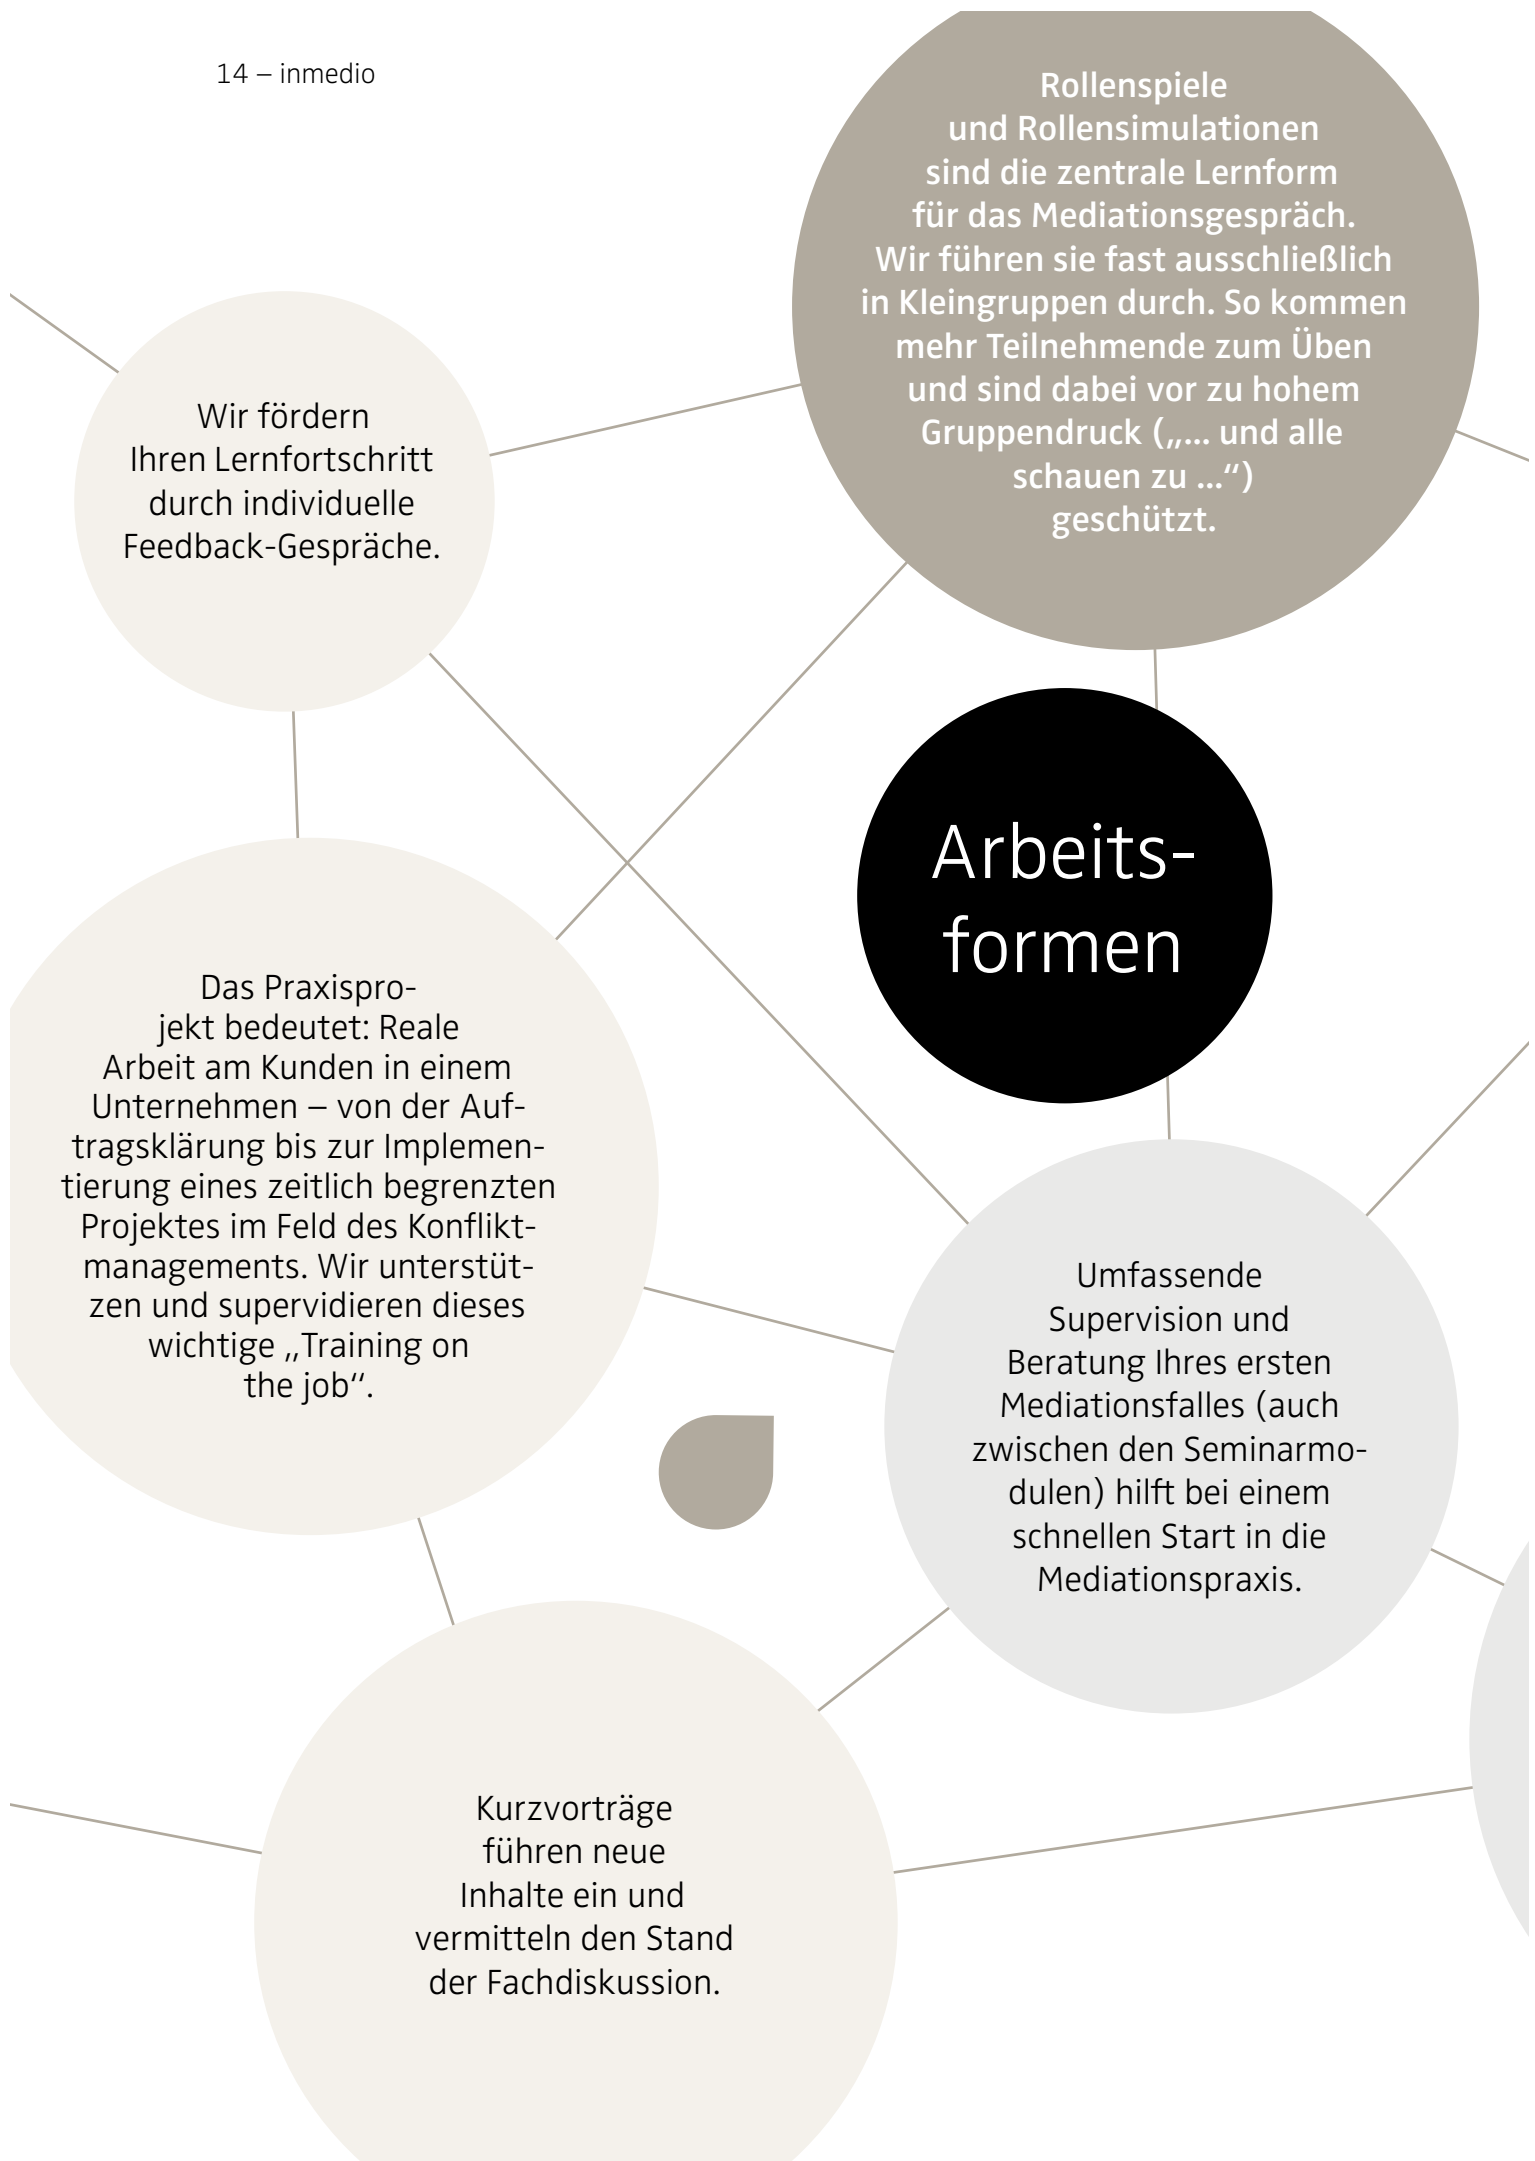 14 – inmedio
Rollenspiele
und Rollensimulationen
sind die zentrale Lernform
für das Mediationsgespräch.
Wir führen sie fast ausschließlich
in Kleingruppen durch. So kommen
mehr Teilnehmende zum Üben
und sind dabei vor zu hohem
Gruppendruck („... und alle
schauen zu ...“)
geschützt.
Wir fördern
Ihren Lernfortschritt
durch individuelle
Feedback-Gespräche.
Arbeits-
formen
Das Praxispro-
jekt bedeutet: Reale
Arbeit am Kunden in einem
Unternehmen – von der Auf-
tragsklärung bis zur Implemen-
tierung eines zeitlich begrenzten
Projektes im Feld des Konflikt-
managements. Wir unterstüt-
zen und supervidieren dieses
wichtige „Training on
the job“.
Umfassende
Supervision und
Beratung Ihres ersten
Mediationsfalles (auch
zwischen den Seminarmo-
dulen) hilft bei einem
schnellen Start in die
Mediationspraxis.
Kurzvorträge
führen neue
Inhalte ein und
vermitteln den Stand
der Fachdiskussion.